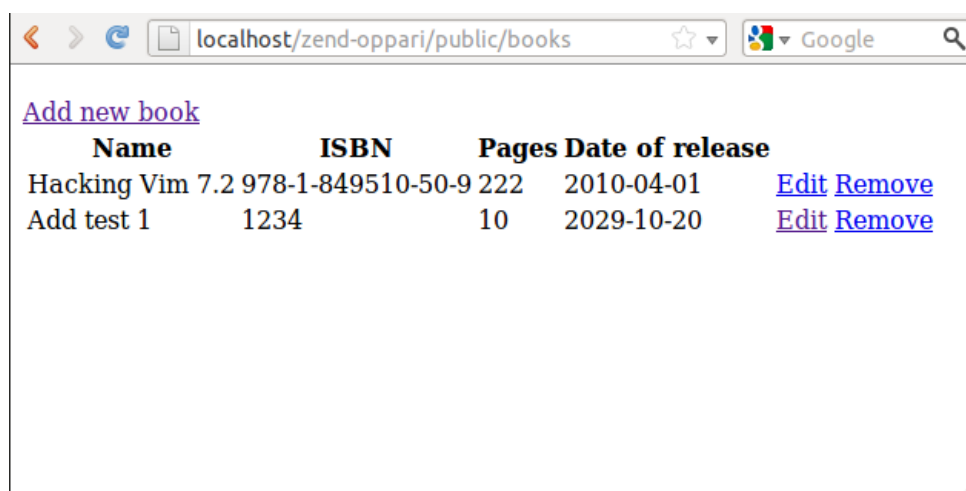 localhost/zend-oppari/public/books Google
Add new book
Name ISBN Pages Date of release
Hacking Vim 7.2 978-1-849510-50-9 222 2010-04-01 Edit Remove
Add test 1 1234 10 2029-10-20 Edit Remove